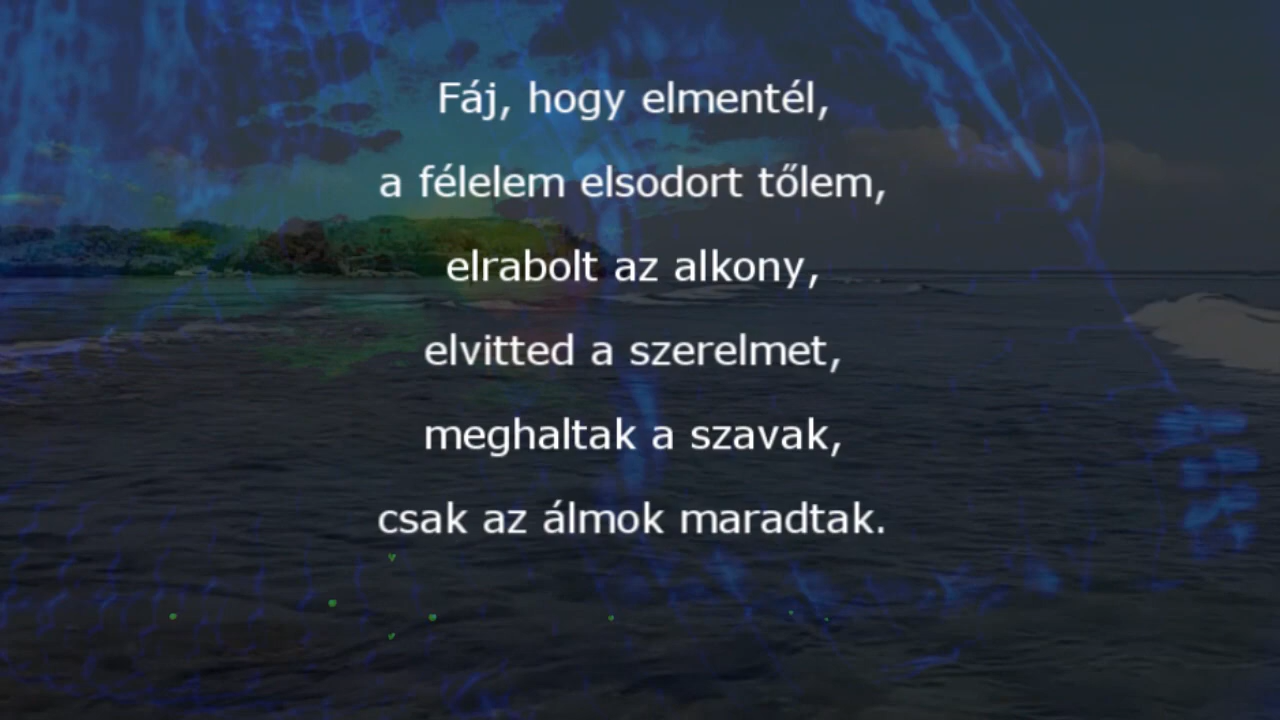 Fáj, hogy elmentél,
a félelem elsodort tőlem,
elrabolt az alkony,
elvitted a szerelmet,
meghaltak a szavak,
csak az álmok maradtak.